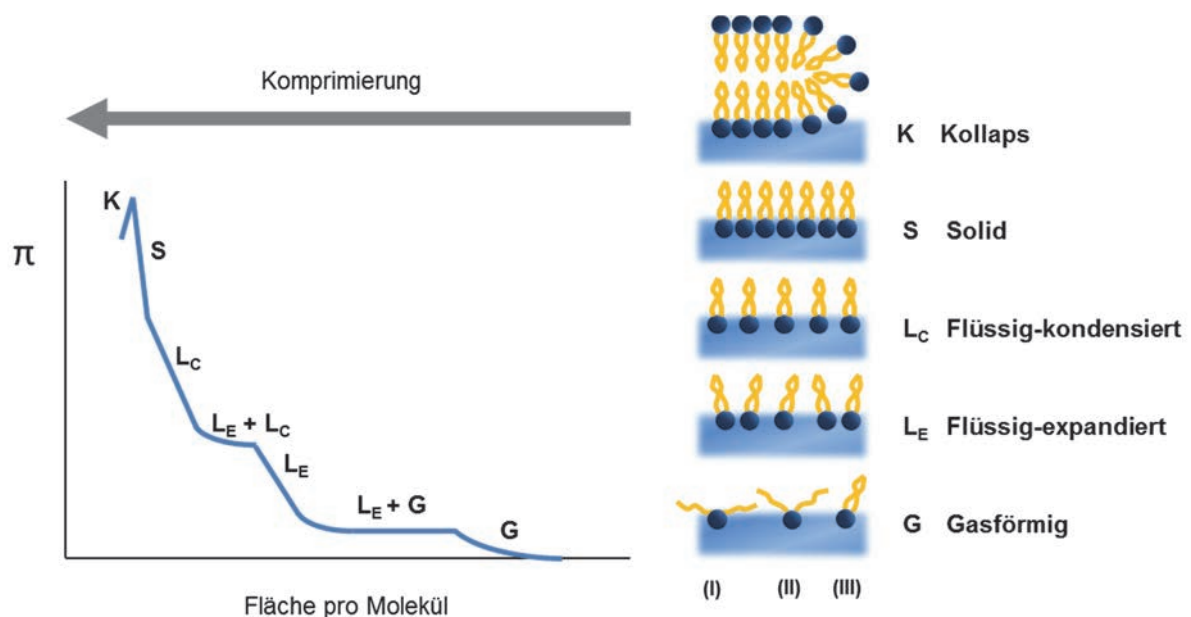 Komprimierung
π
K
S
L_C
L_E + L_C
L_E
L_E + G
G
Fläche pro Molekül
K Kollaps
S Solid
L_C Flüssig-kondensiert
L_E Flüssig-expandiert
G Gasförmig
(I) (II) (III)